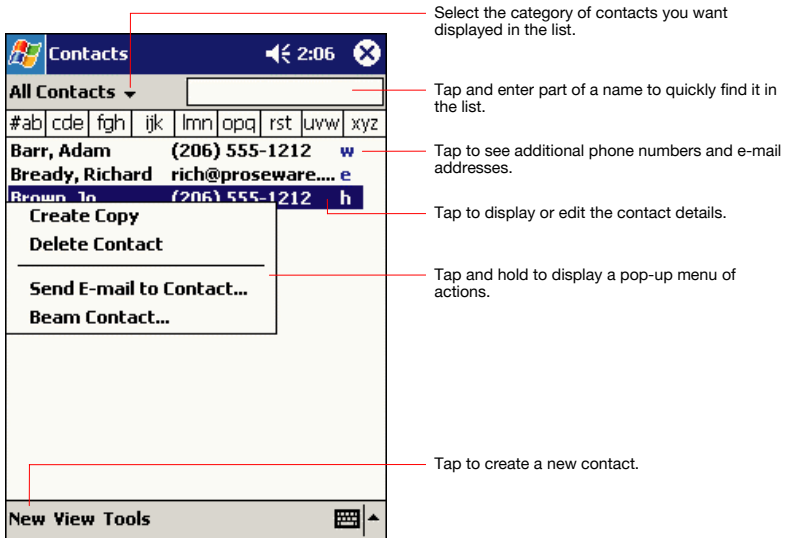 Select the category of contacts you want
displayed in the list.
Contacts 2:06
All Contacts
Tap and enter part of a name to quickly find it in
the list.
#ab cde fgh ijk lmn opq rst uvw xyz
Barr, Adam (206) 555-1212 w
Tap to see additional phone numbers and e-mail
addresses.
Bready, Richard rich@proseware.... e
Brown, Jo (206) 555-1212 h
Tap to display or edit the contact details.
Create Copy
Delete Contact
Send E-mail to Contact...
Beam Contact...
Tap and hold to display a pop-up menu of
actions.
Tap to create a new contact.
New View Tools